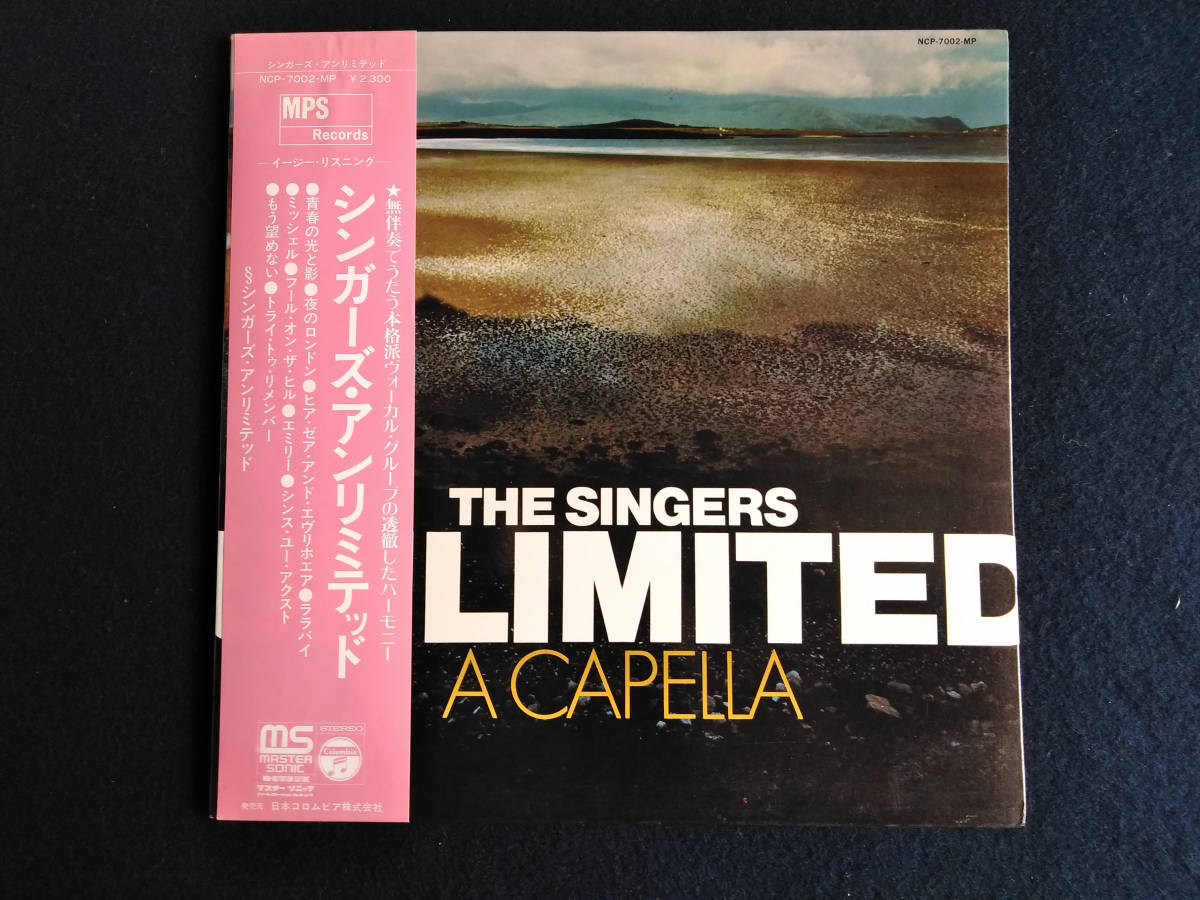 シンガーズ・アンリミテッド
NCP-7002-MP ¥2,300
MPS
Records
イージー・リスニング
★無伴奏でうたう本格派ヴォーカル・グループの透徹したハーモニー
シンガーズ・アンリミテッド
●青春の光と影●夜のロンドン●ヒア・ゼア・アンド・エヴリホエア●ララバイ
●ミッシェル●フール・オン・ザ・ヒル●エミリー●シンス・ユー・アクスト
●もう望めない●トライ・トゥ・リメンバー
§§シンガーズ・アンリミテッド
MS
MASTER
SONIC
マスター ソニック
STEREO
Columbia
発売元 日本コロムビア株式会社
NCP-7002-MP
THE SINGERS
LIMITED
A CAPELLA